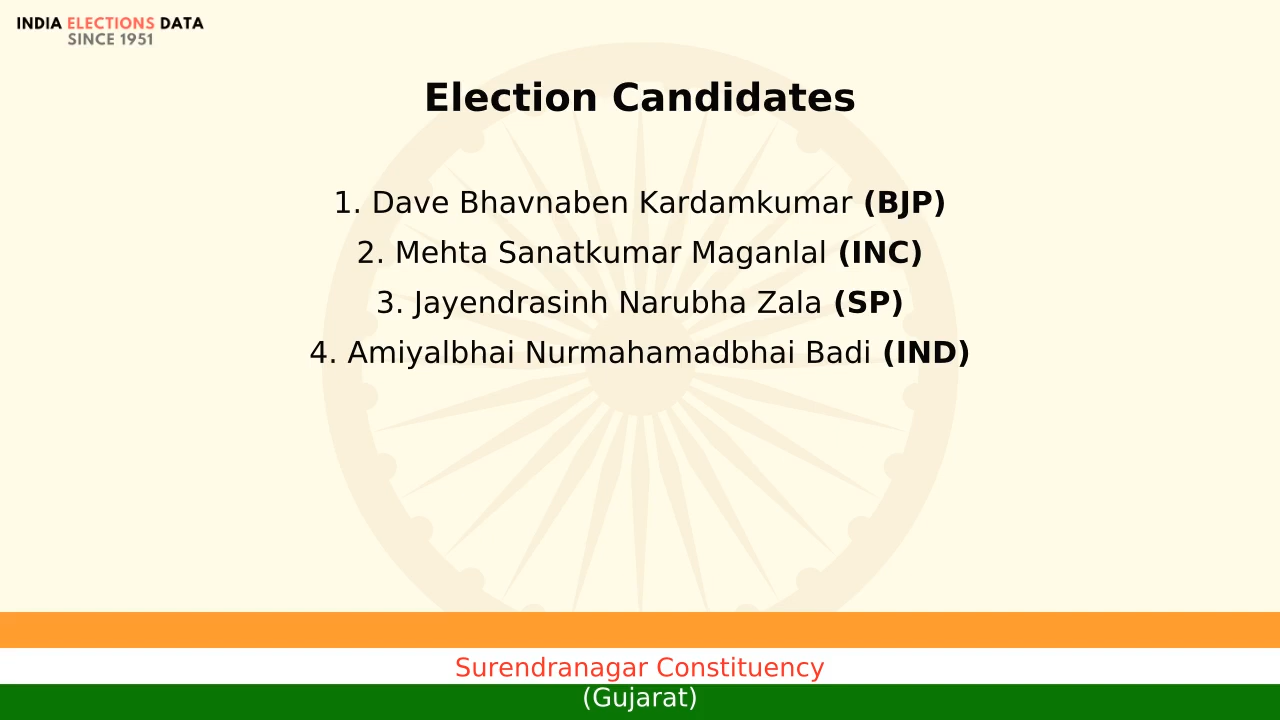 INDIA ELECTIONS DATA
SINCE 1951
Election Candidates
1. Dave Bhavnaben Kardamkumar (BJP)
2. Mehta Sanatkumar Maganlal (INC)
3. Jayendrasinh Narubha Zala (SP)
4. Amiyalbhai Nurmahamadbhai Badi (IND)
Surendranagar Constituency
(Gujarat)